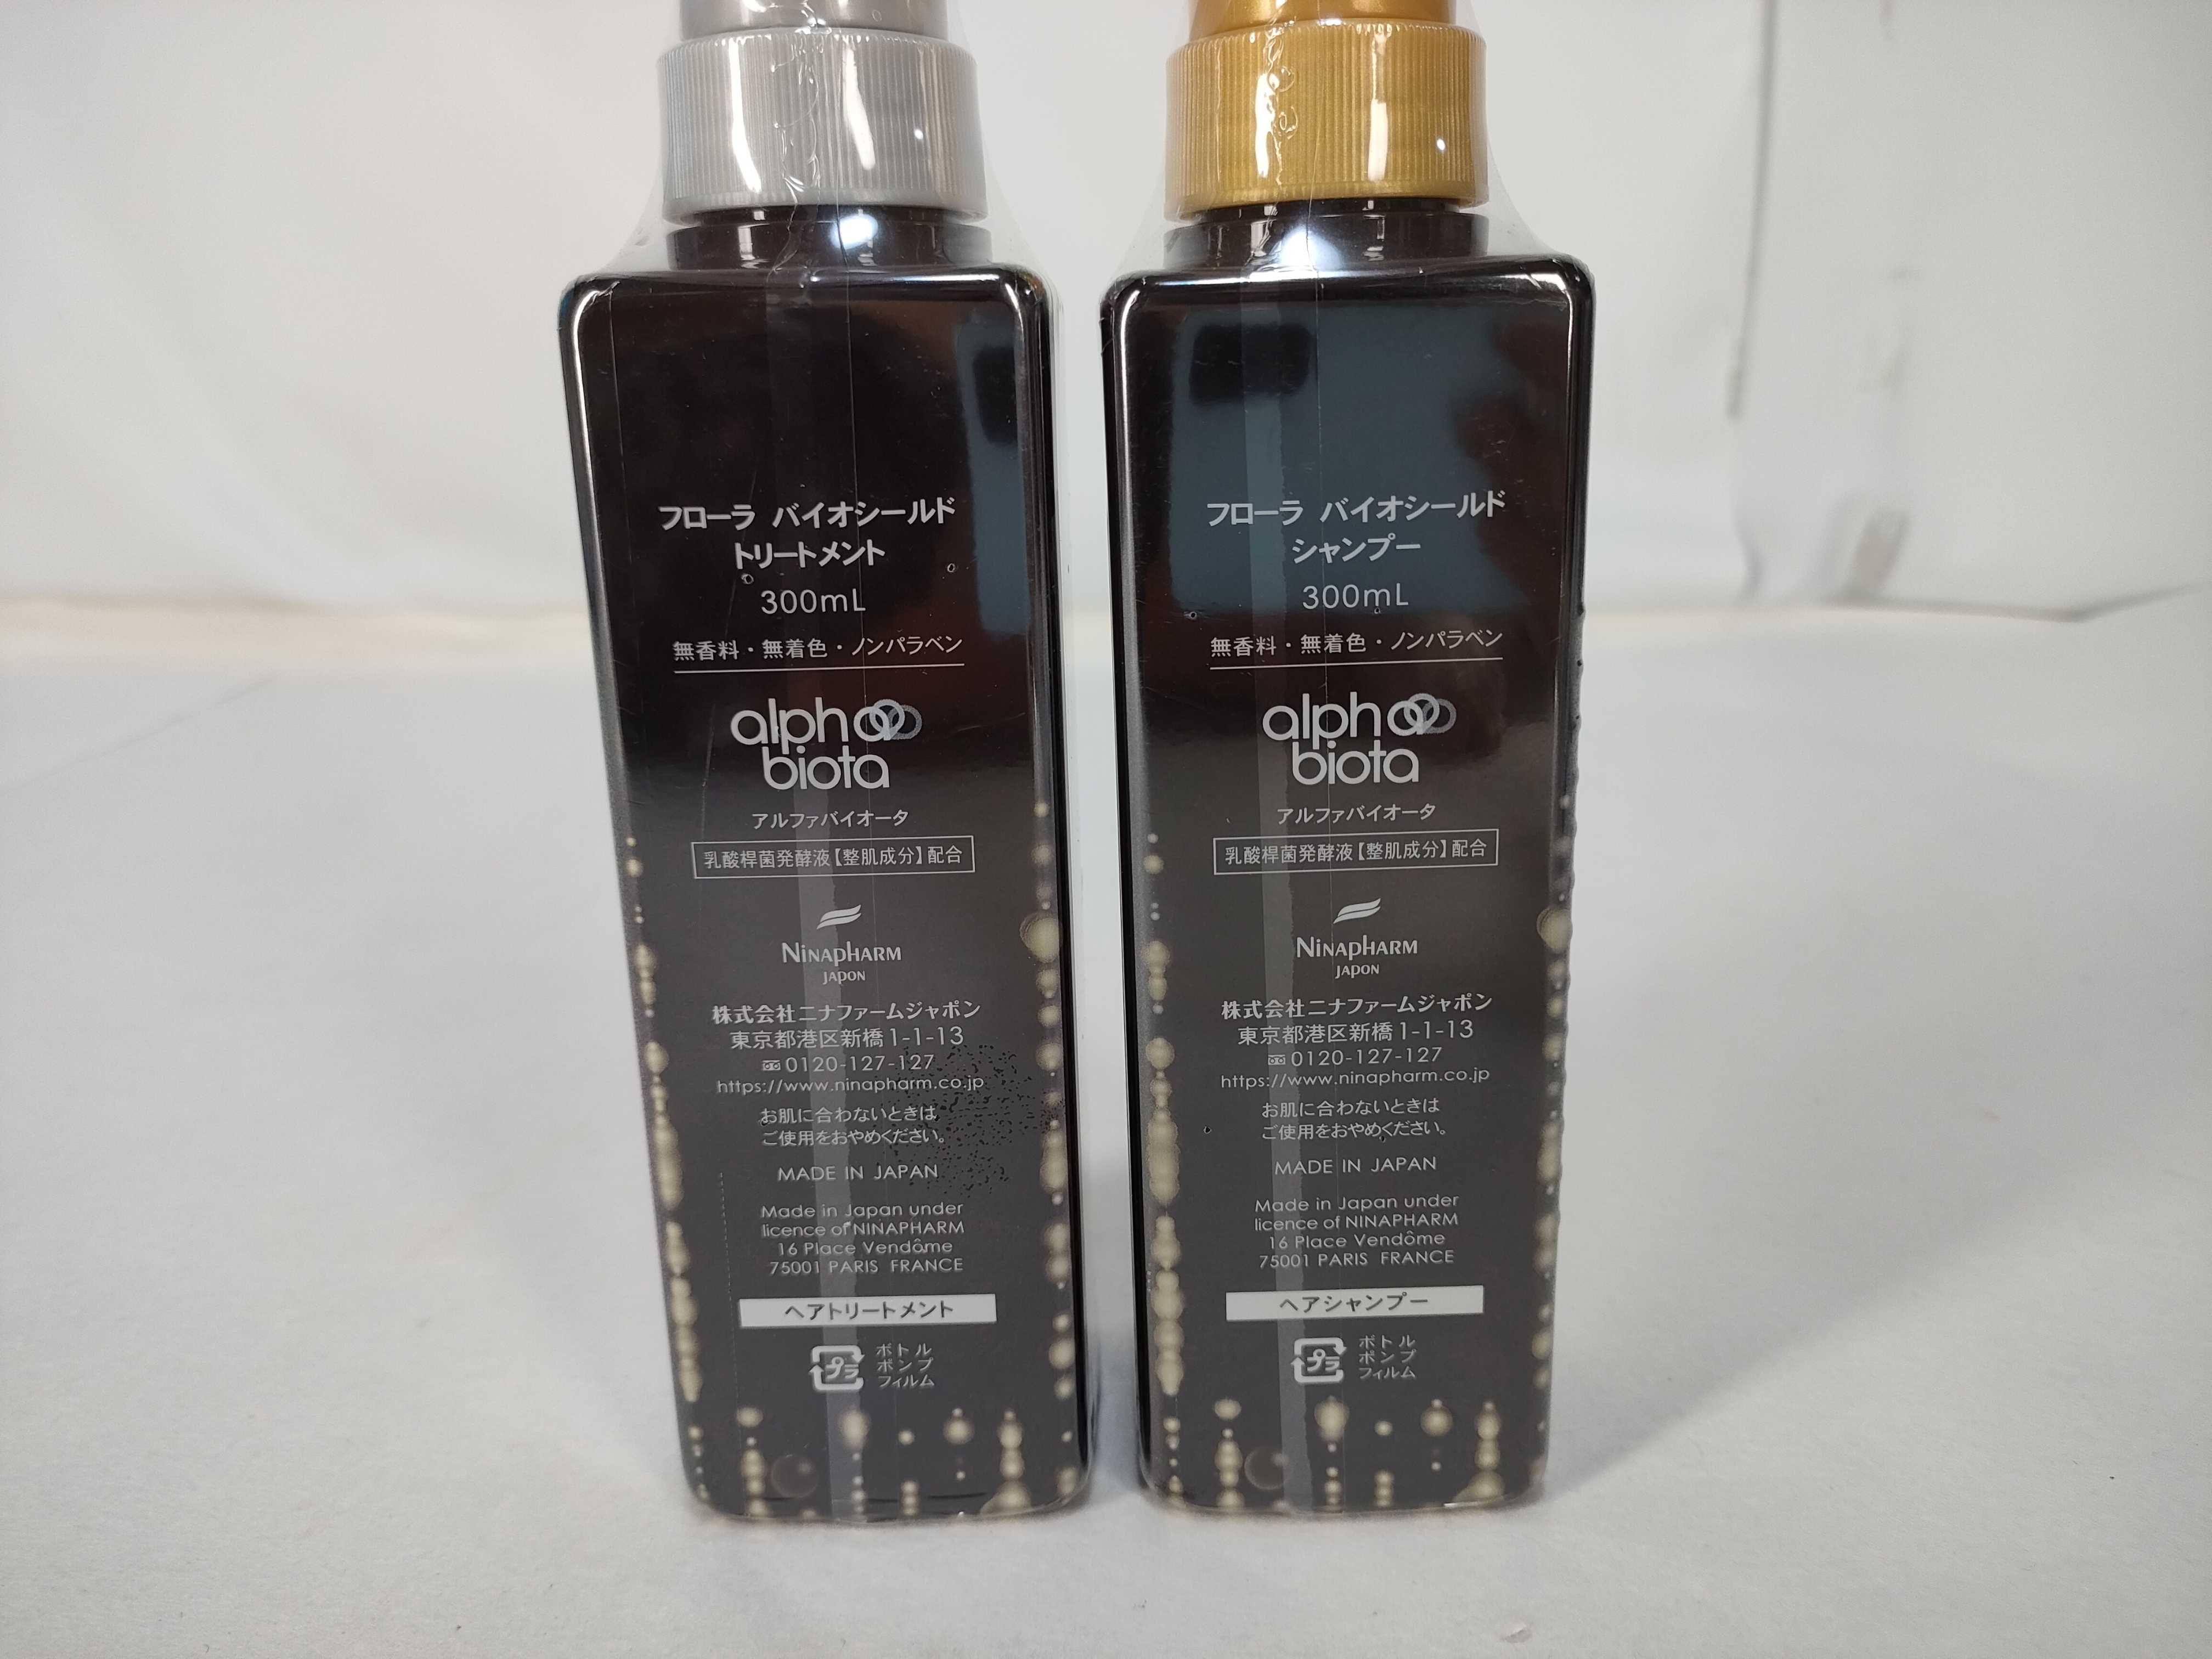 フローラ バイオシールド
トリートメント
300mL
無香料・無着色・ノンパラベン
alpha
biota
アルファバイオータ
乳酸桿菌発酵液【整肌成分】配合
NINAPHARM
JAPON
株式会社ニナファームジャポン
東京都港区新橋1-1-13
0120-127-127
https://www.ninapharm.co.jp
お肌に合わないときは
ご使用をおやめください。
MADE IN JAPAN
Made in Japan under
licence of NINAPHARM
16 Place Vendôme
75001 PARIS FRANCE
ヘアトリートメント
プラ
ボトル
ポンプ
フィルム
フローラ バイオシールド
シャンプー
300mL
無香料・無着色・ノンパラベン
alpha
biota
アルファバイオータ
乳酸桿菌発酵液【整肌成分】配合
NINAPHARM
JAPON
株式会社ニナファームジャポン
東京都港区新橋1-1-13
0120-127-127
https://www.ninapharm.co.jp
お肌に合わないときは
ご使用をおやめください。
MADE IN JAPAN
Made in Japan under
licence of NINAPHARM
16 Place Vendôme
75001 PARIS FRANCE
ヘアシャンプー
プラ
ボトル
ポンプ
フィルム